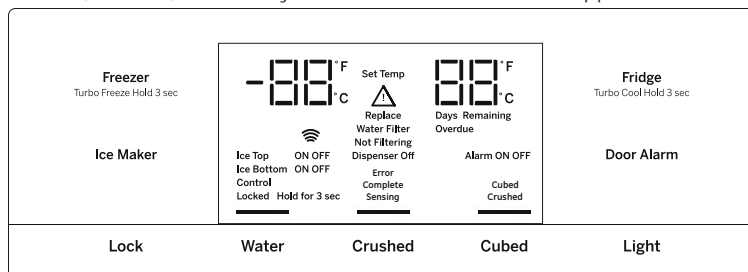 Freezer
Turbo Freeze Hold 3 sec
Ice Maker
-88 °F °C
Set Temp
88 °F °C
Replace
Water Filter
Not Filtering
Dispenser Off
Days Remaining
Overdue
Ice Top ON OFF
Ice Bottom ON OFF
Control
Locked Hold for 3 sec
Error
Complete
Sensing
Alarm ON OFF
Cubed
Crushed
Fridge
Turbo Cool Hold 3 sec
Door Alarm
Lock Water Crushed Cubed Light